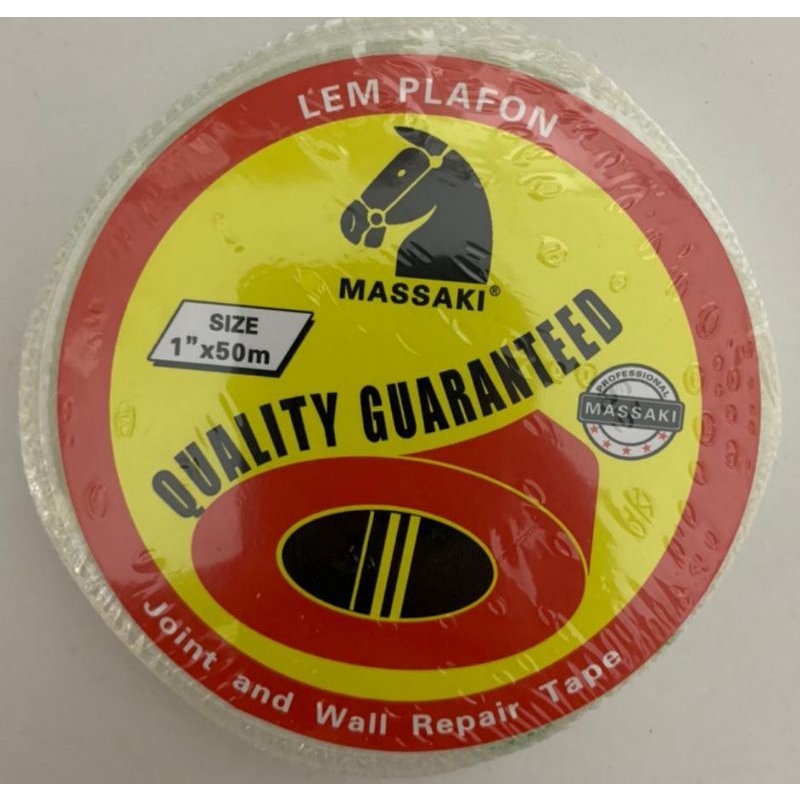 LEM PLAFON
MASSAKI®
SIZE
1"x50m
QUALITY GUARANTEED
PROFESSIONAL
MASSAKI
Joint and Wall Repair Tape